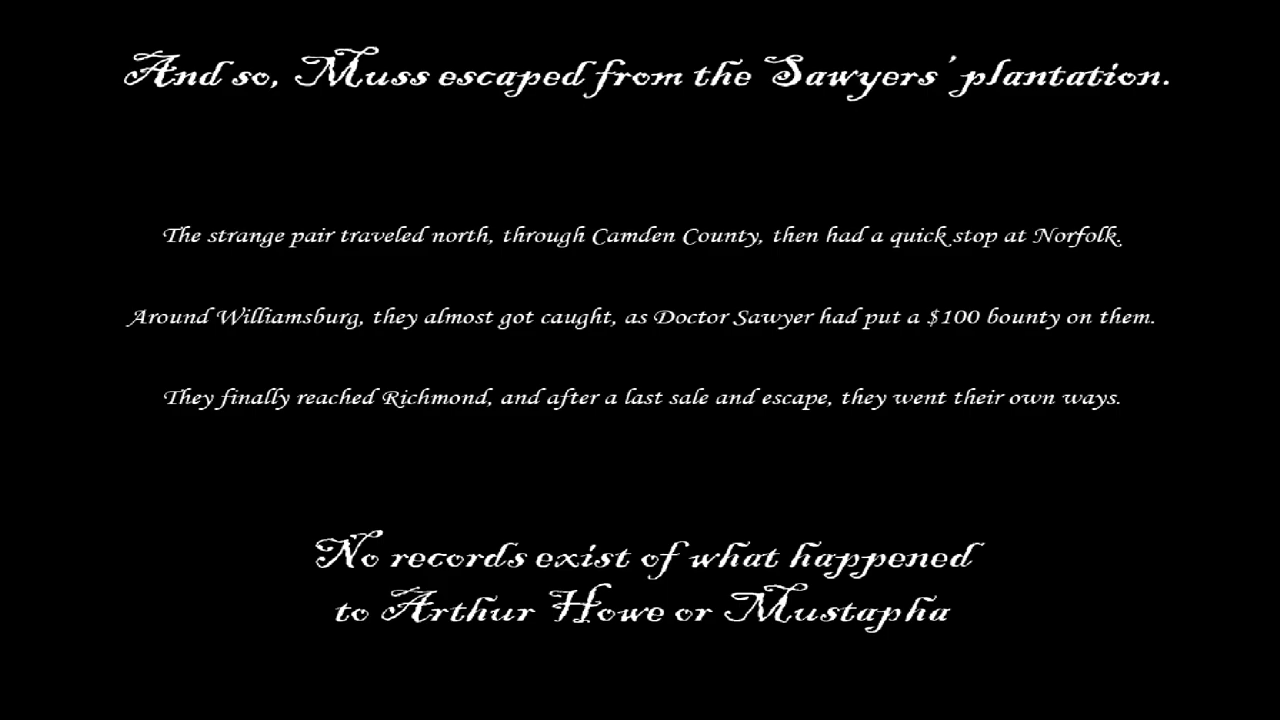 And so, Muss escaped from the Sawyers' plantation.
The strange pair traveled north, through Camden County, then had a quick stop at Norfolk.
Around Williamsburg, they almost got caught, as Doctor Sawyer had put a $100 bounty on them.
They finally reached Richmond, and after a last sale and escape, they went their own ways.
No records exist of what happened
to Arthur Howe or Mustapha